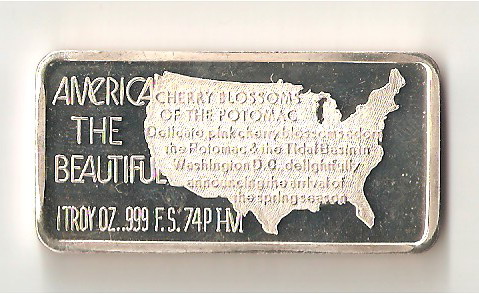 AMERICA
THE
BEAUTIFUL
CHERRY BLOSSOMS
OF THE POTOMAC
Delicate pink cherry blossoms don
the Potomac & the Tidal Basin in
Washington D.C. delightfully
announcing the arrival of
the spring season
1 TROY OZ. .999 F.S. 74P HM